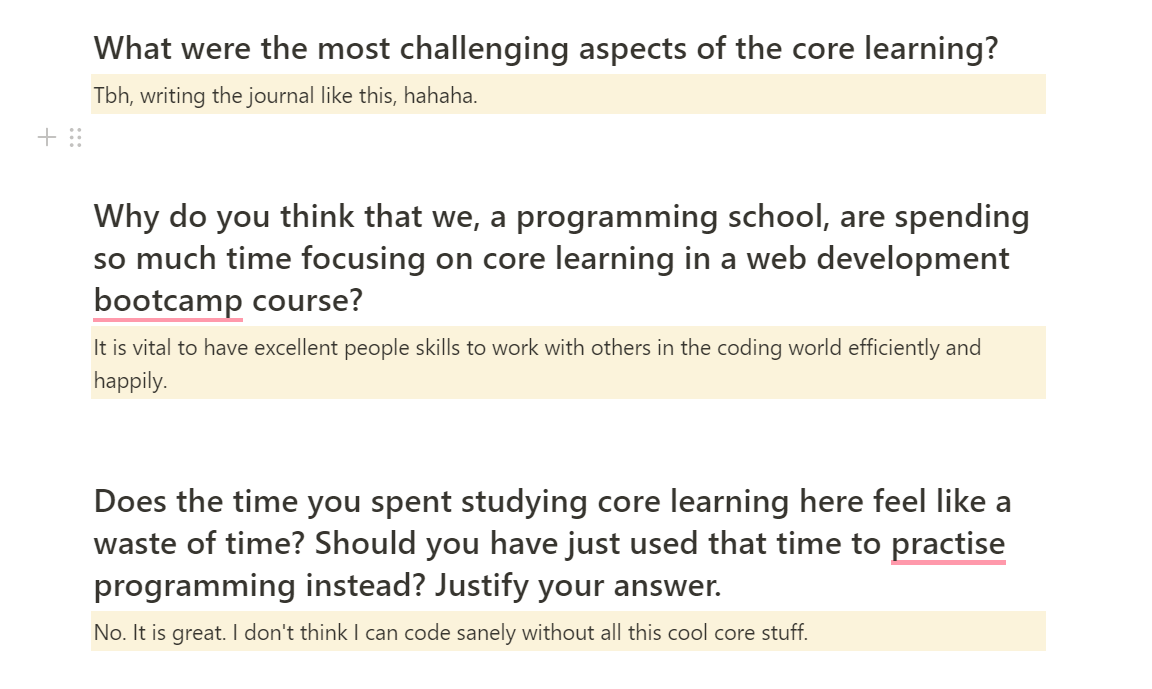 What were the most challenging aspects of the core learning?
Tbh, writing the journal like this, hahaha.
Why do you think that we, a programming school, are spending
so much time focusing on core learning in a web development
bootcamp course?
It is vital to have excellent people skills to work with others in the coding world efficiently and
happily.
Does the time you spent studying core learning here feel like a
waste of time? Should you have just used that time to practise
programming instead? Justify your answer.
No. It is great. I don't think I can code sanely without all this cool core stuff.